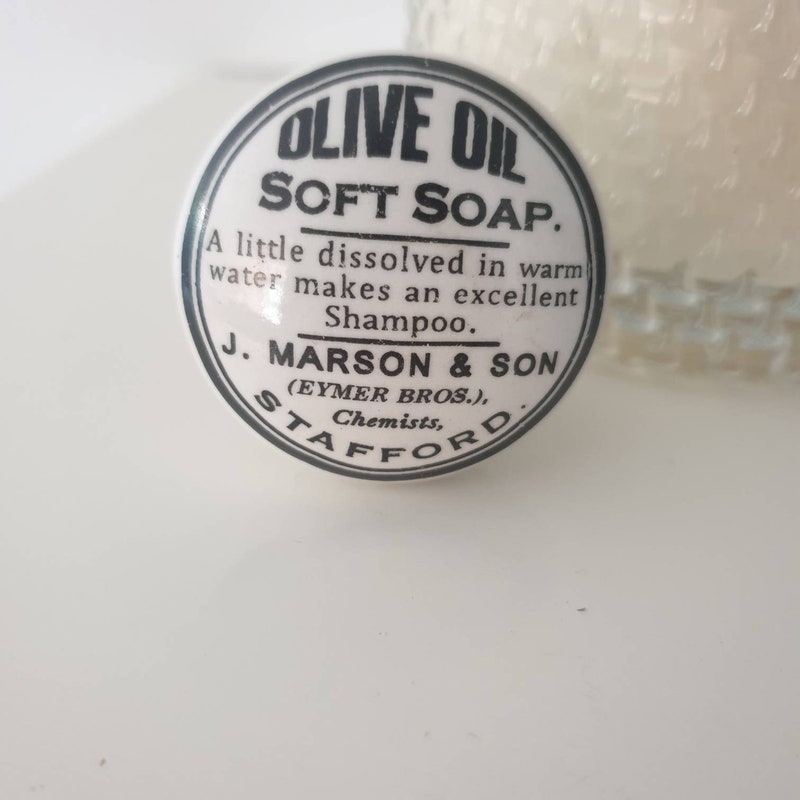 OLIVE OIL
SOFT SOAP.
A little dissolved in warm
water makes an excellent
Shampoo.
J. MARSON & SON
(EYMER BROS.),
Chemists,
STAFFORD.